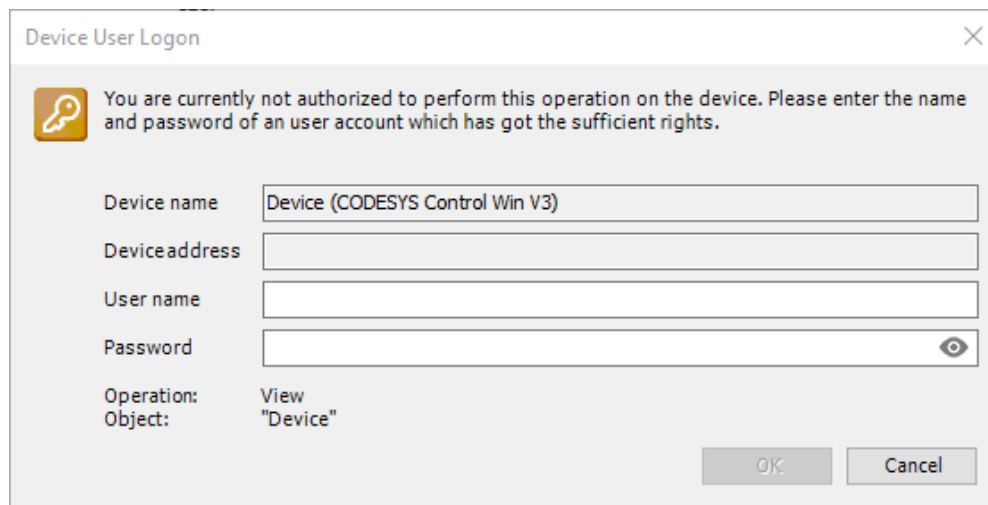 Device User Logon
You are currently not authorized to perform this operation on the device. Please enter the name
and password of an user account which has got the sufficient rights.
Device name
Device (CODESYS Control Win V3)
Device address
User name
Password
Operation: View
Object: "Device"
OK
Cancel